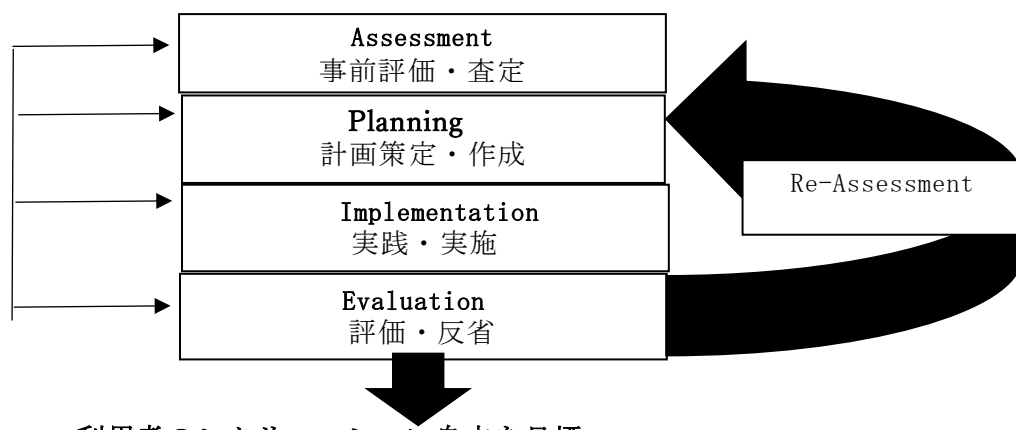 Assessment
事前評価・査定
Planning
計画策定・作成
Re-Assessment
Implementation
実践・実施
Evaluation
評価・反省